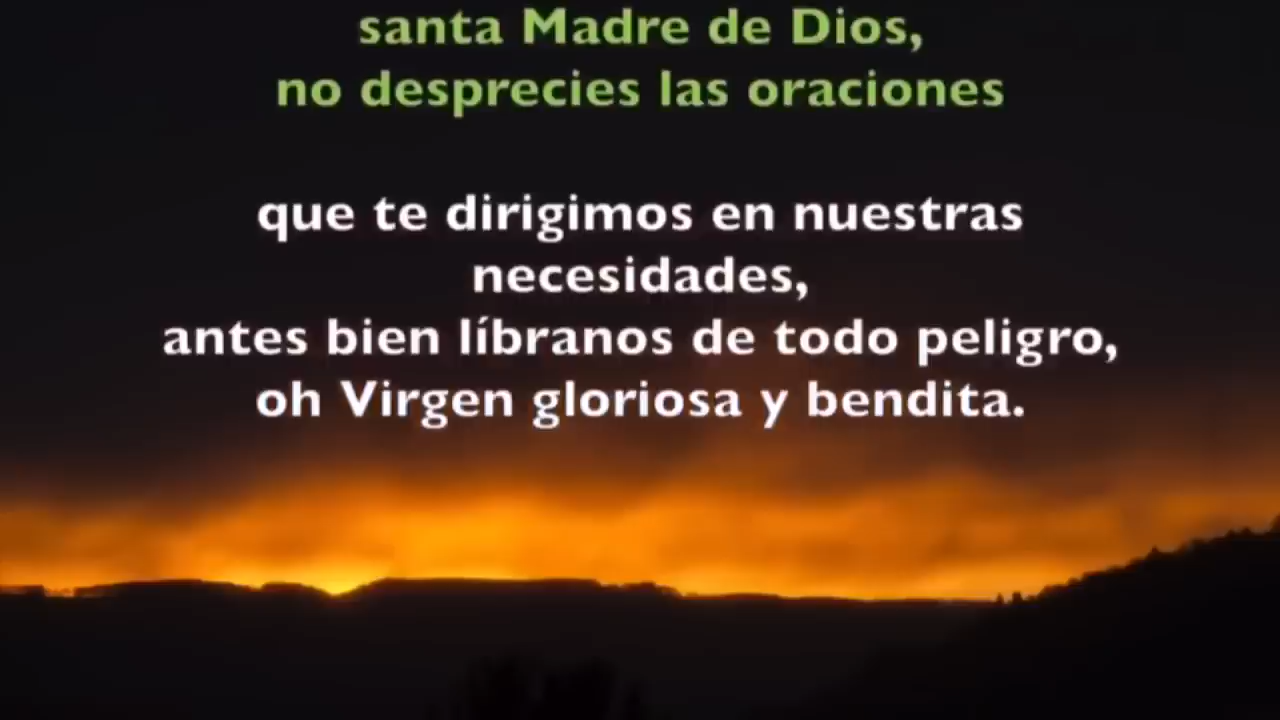 santa Madre de Dios,
no desprecies las oraciones
que te dirigimos en nuestras
necesidades,
antes bien líbranos de todo peligro,
oh Virgen gloriosa y bendita.